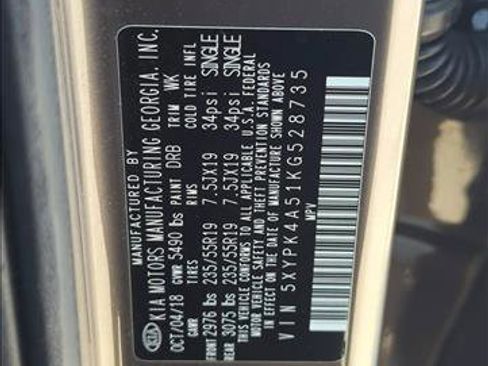 MANUFACTURED BY
KIA KIA MOTORS MANUFACTURING GEORGIA, INC.
OCT/04/18 GVWR 5490 lbs PAINT DRB TRIM WK
GAWR TIRES RIMS COLD TIRE INFL
FRONT 2976 lbs 235/55R19 7.5JX19 34psi SINGLE
REAR 3075 lbs 235/55R19 7.5JX19 34psi SINGLE
THIS VEHICLE CONFORMS TO ALL APPLICABLE U.S.A. FEDERAL
MOTOR VEHICLE SAFETY AND THEFT PREVENTION STANDARDS
IN EFFECT ON THE DATE OF MANUFACTURE SHOWN ABOVE
VIN 5XYPK4A51KG528735
MPV